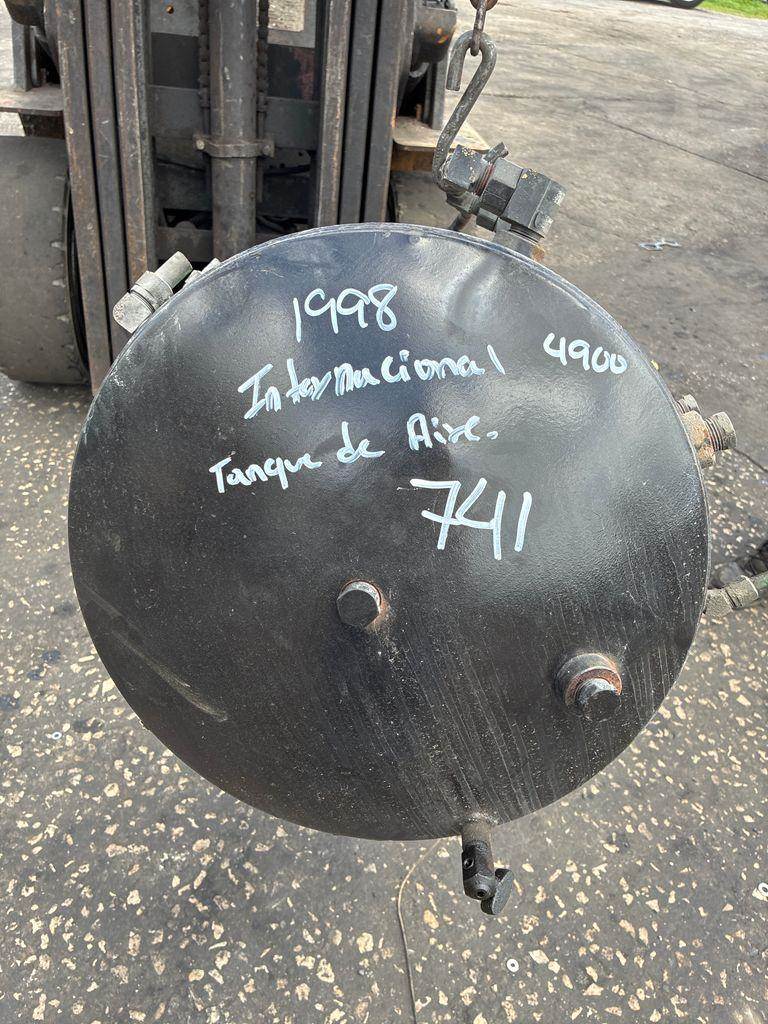 1998
Internacional 4900
Tanque de Aire.
741